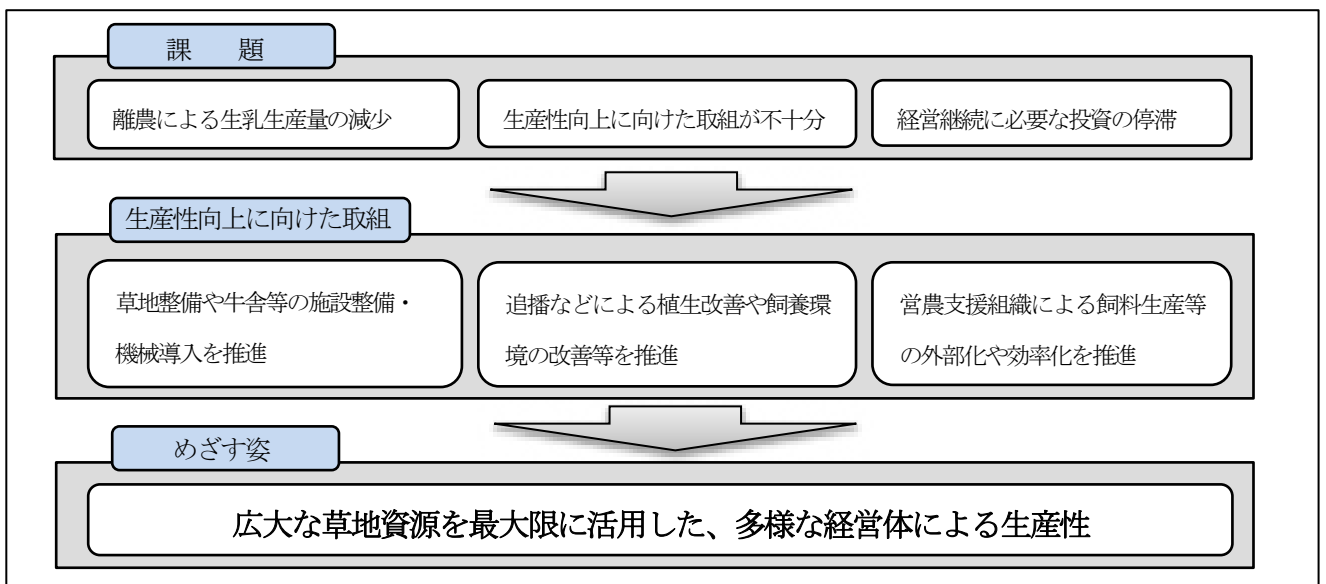 課　題
離農による生乳生産量の減少
生産性向上に向けた取組が不十分
経営継続に必要な投資の停滞
生産性向上に向けた取組
草地整備や牛舎等の施設整備・
機械導入を推進
追播などによる植生改善や飼養環
境の改善等を推進
営農支援組織による飼料生産等
の外部化や効率化を推進
めざす姿
広大な草地資源を最大限に活用した、多様な経営体による生産性